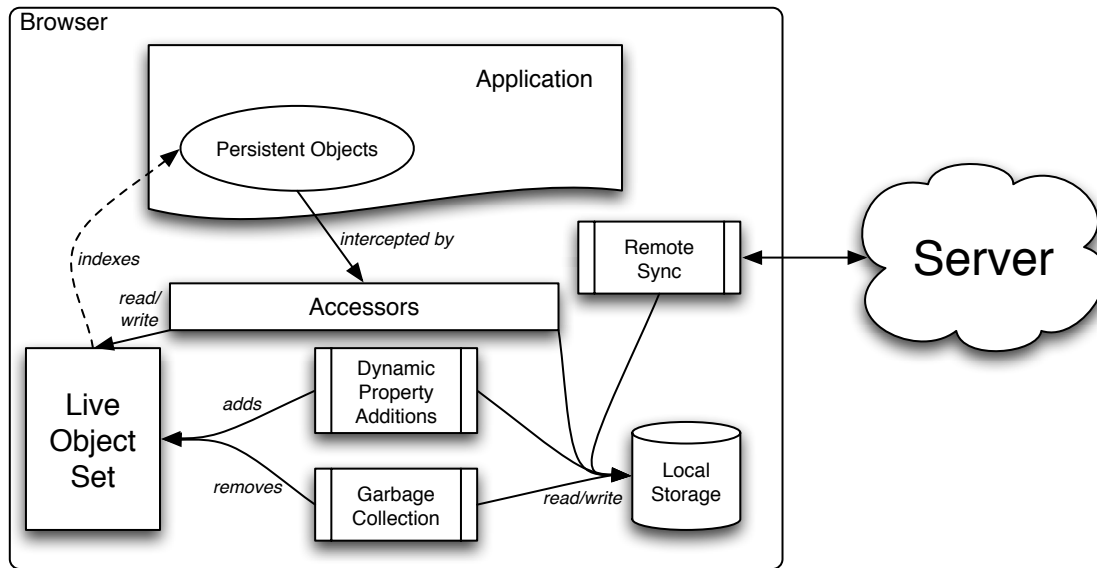 Browser
Application
Persistent Objects
intercepted by
indexes
Remote
Sync
Server
read/
write
Accessors
Live
Object
Set
adds
Dynamic
Property
Additions
removes
Garbage
Collection
read/write
Local
Storage